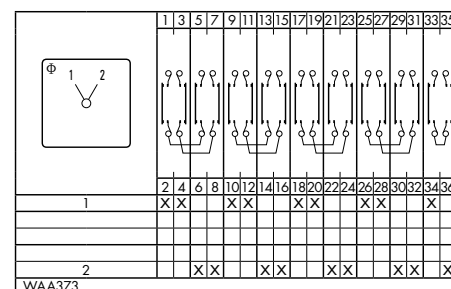 1 3 5 7 9 11 13 15 17 19 21 23 25 27 29 31 33 35
Φ 1 2
2 4 6 8 10 12 14 16 18 20 22 24 26 28 30 32 34 36
1 X X X X X X X X X
2 X X X X X X X X X
WAA373